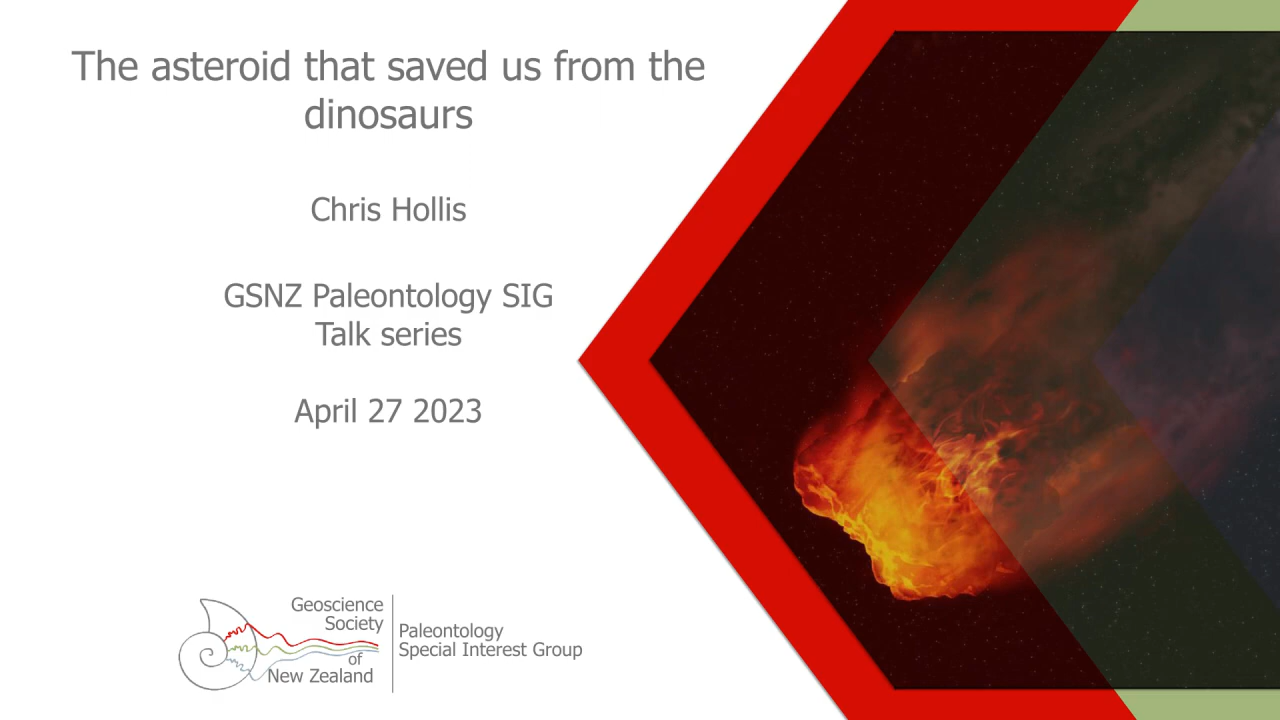 The asteroid that saved us from the
dinosaurs
Chris Hollis
GSNZ Paleontology SIG
Talk series
April 27 2023
Geoscience
Society
of
New Zealand
Paleontology
Special Interest Group